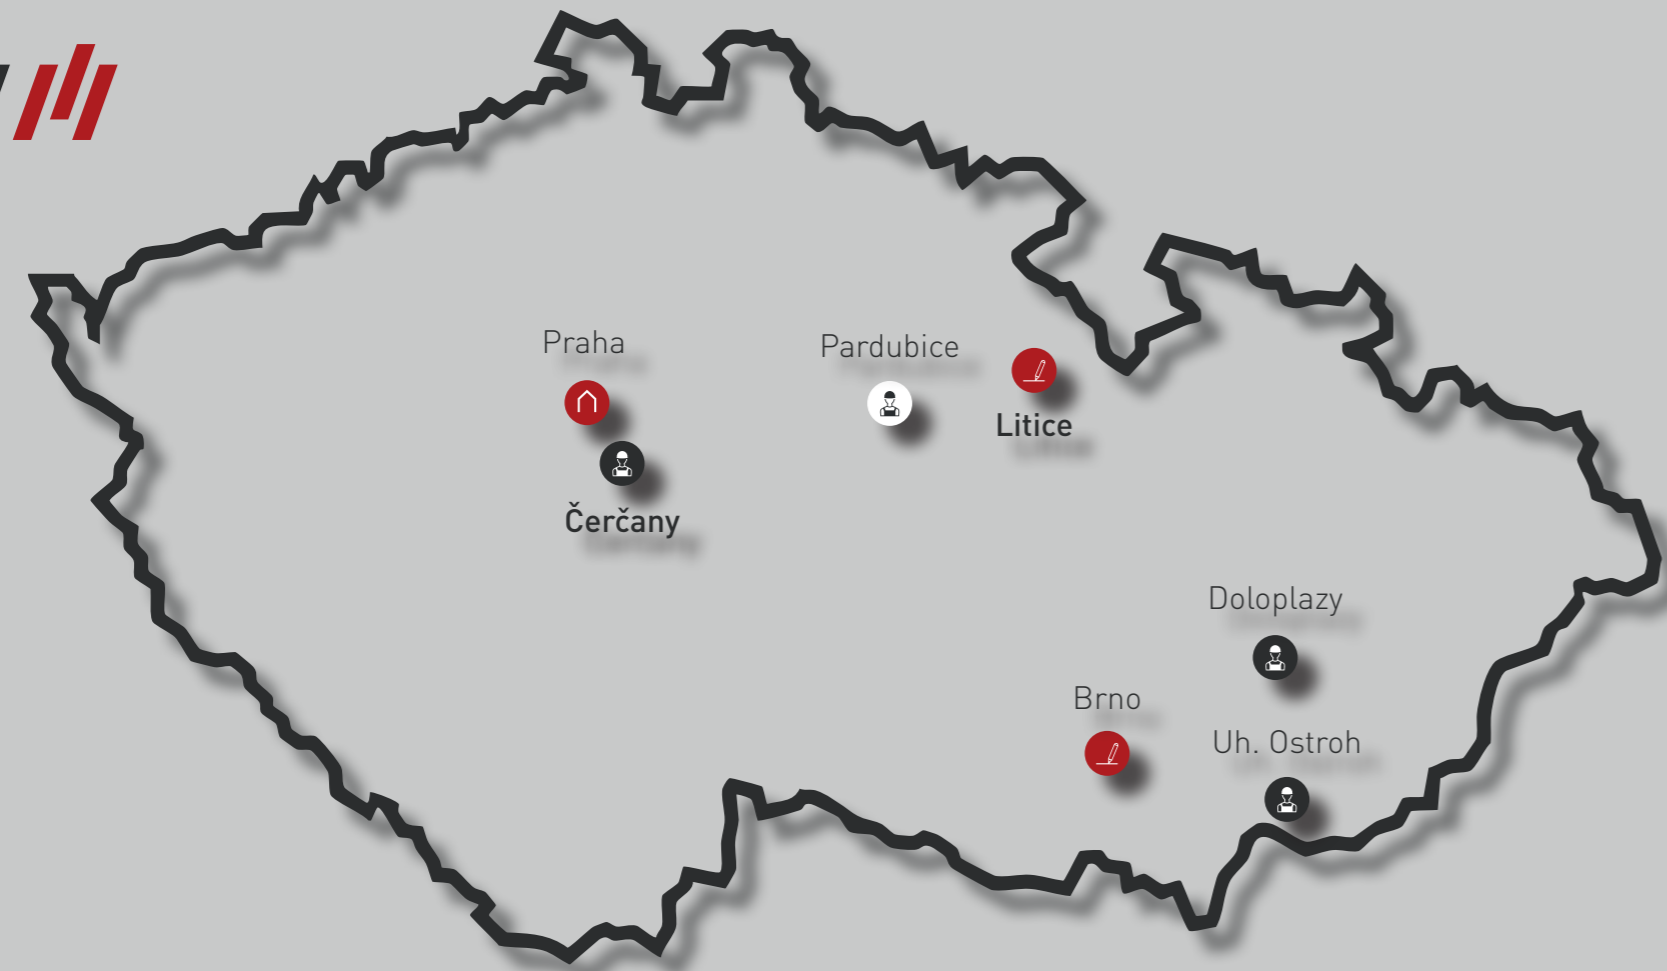 Praha
Pardubice
Litice
Čerčany
Doloplazy
Brno
Uh. Ostroh